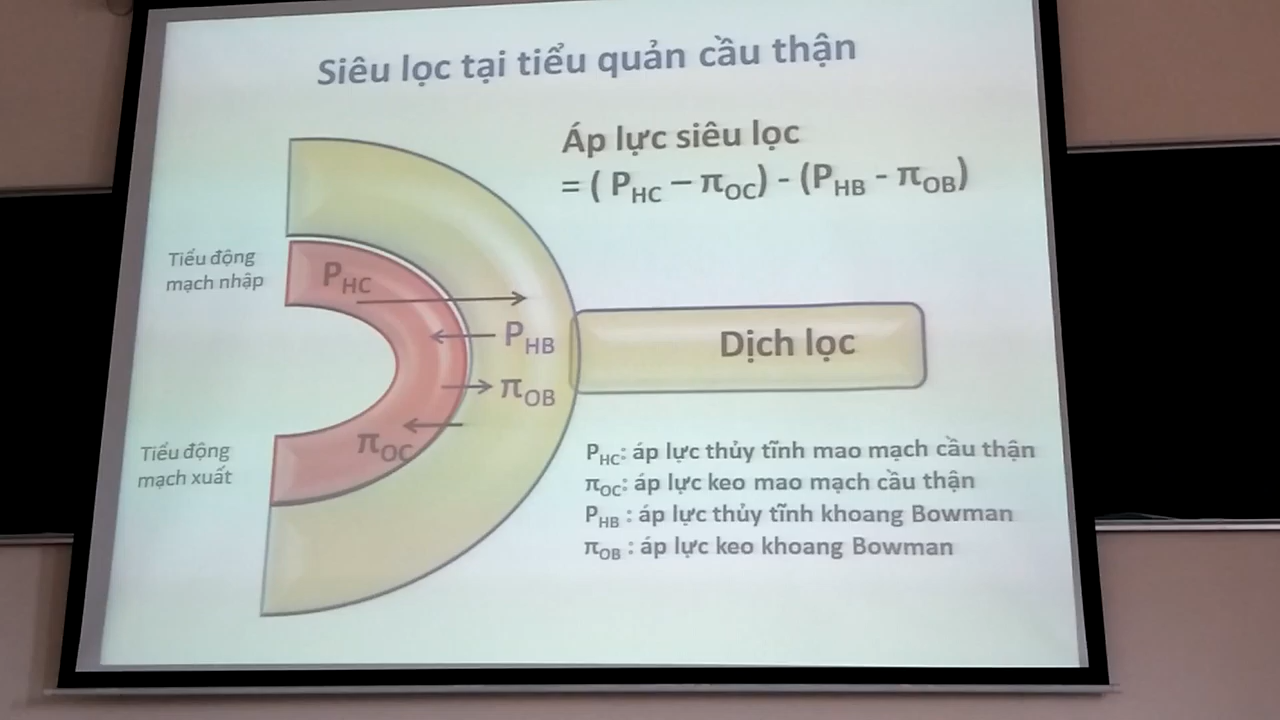 Siêu lọc tại tiểu quản cầu thận
Áp lực siêu lọc
= ( PHC – πOC) - (PHB - πOB)
Tiểu động
mạch nhập
PHC
PHB
πOB
πOC
Dịch lọc
Tiểu động
mạch xuất
PHC: áp lực thủy tĩnh mao mạch cầu thận
πOC: áp lực keo mao mạch cầu thận
PHB : áp lực thủy tĩnh khoang Bowman
πOB : áp lực keo khoang Bowman